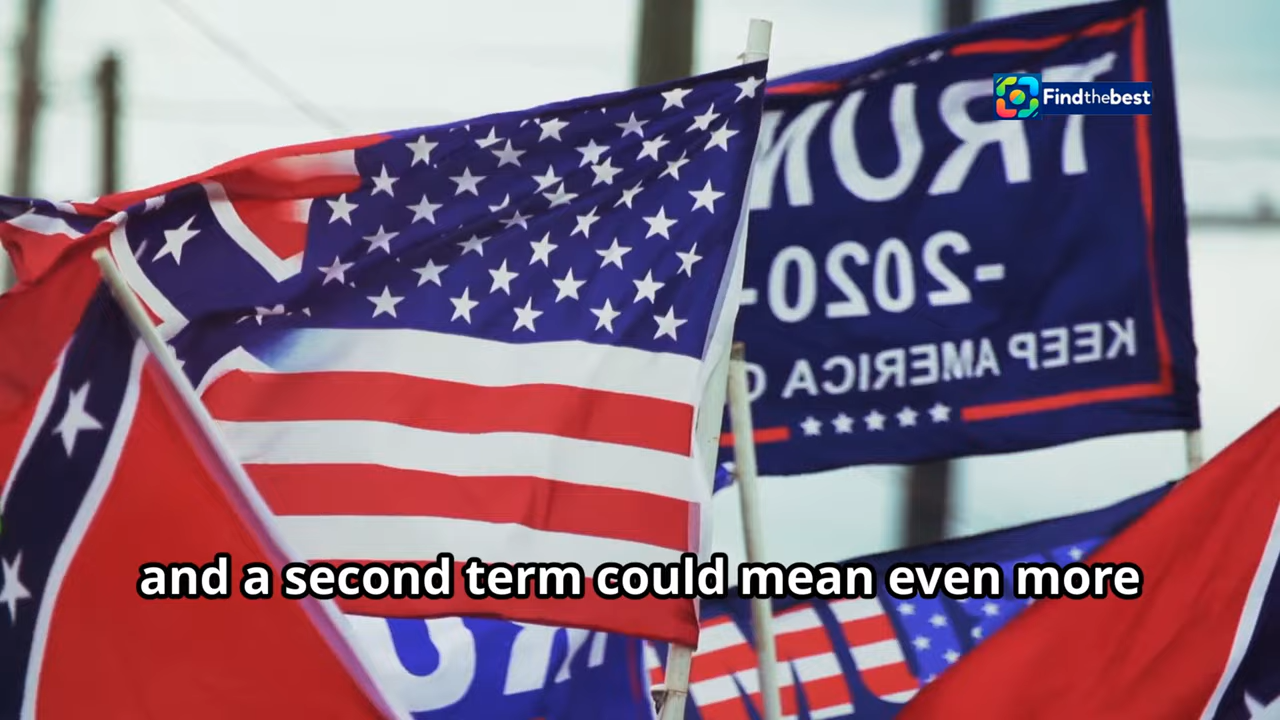 Findthebest
TRUM
-2020-
KEEP AMERICA
and a second term could mean even more